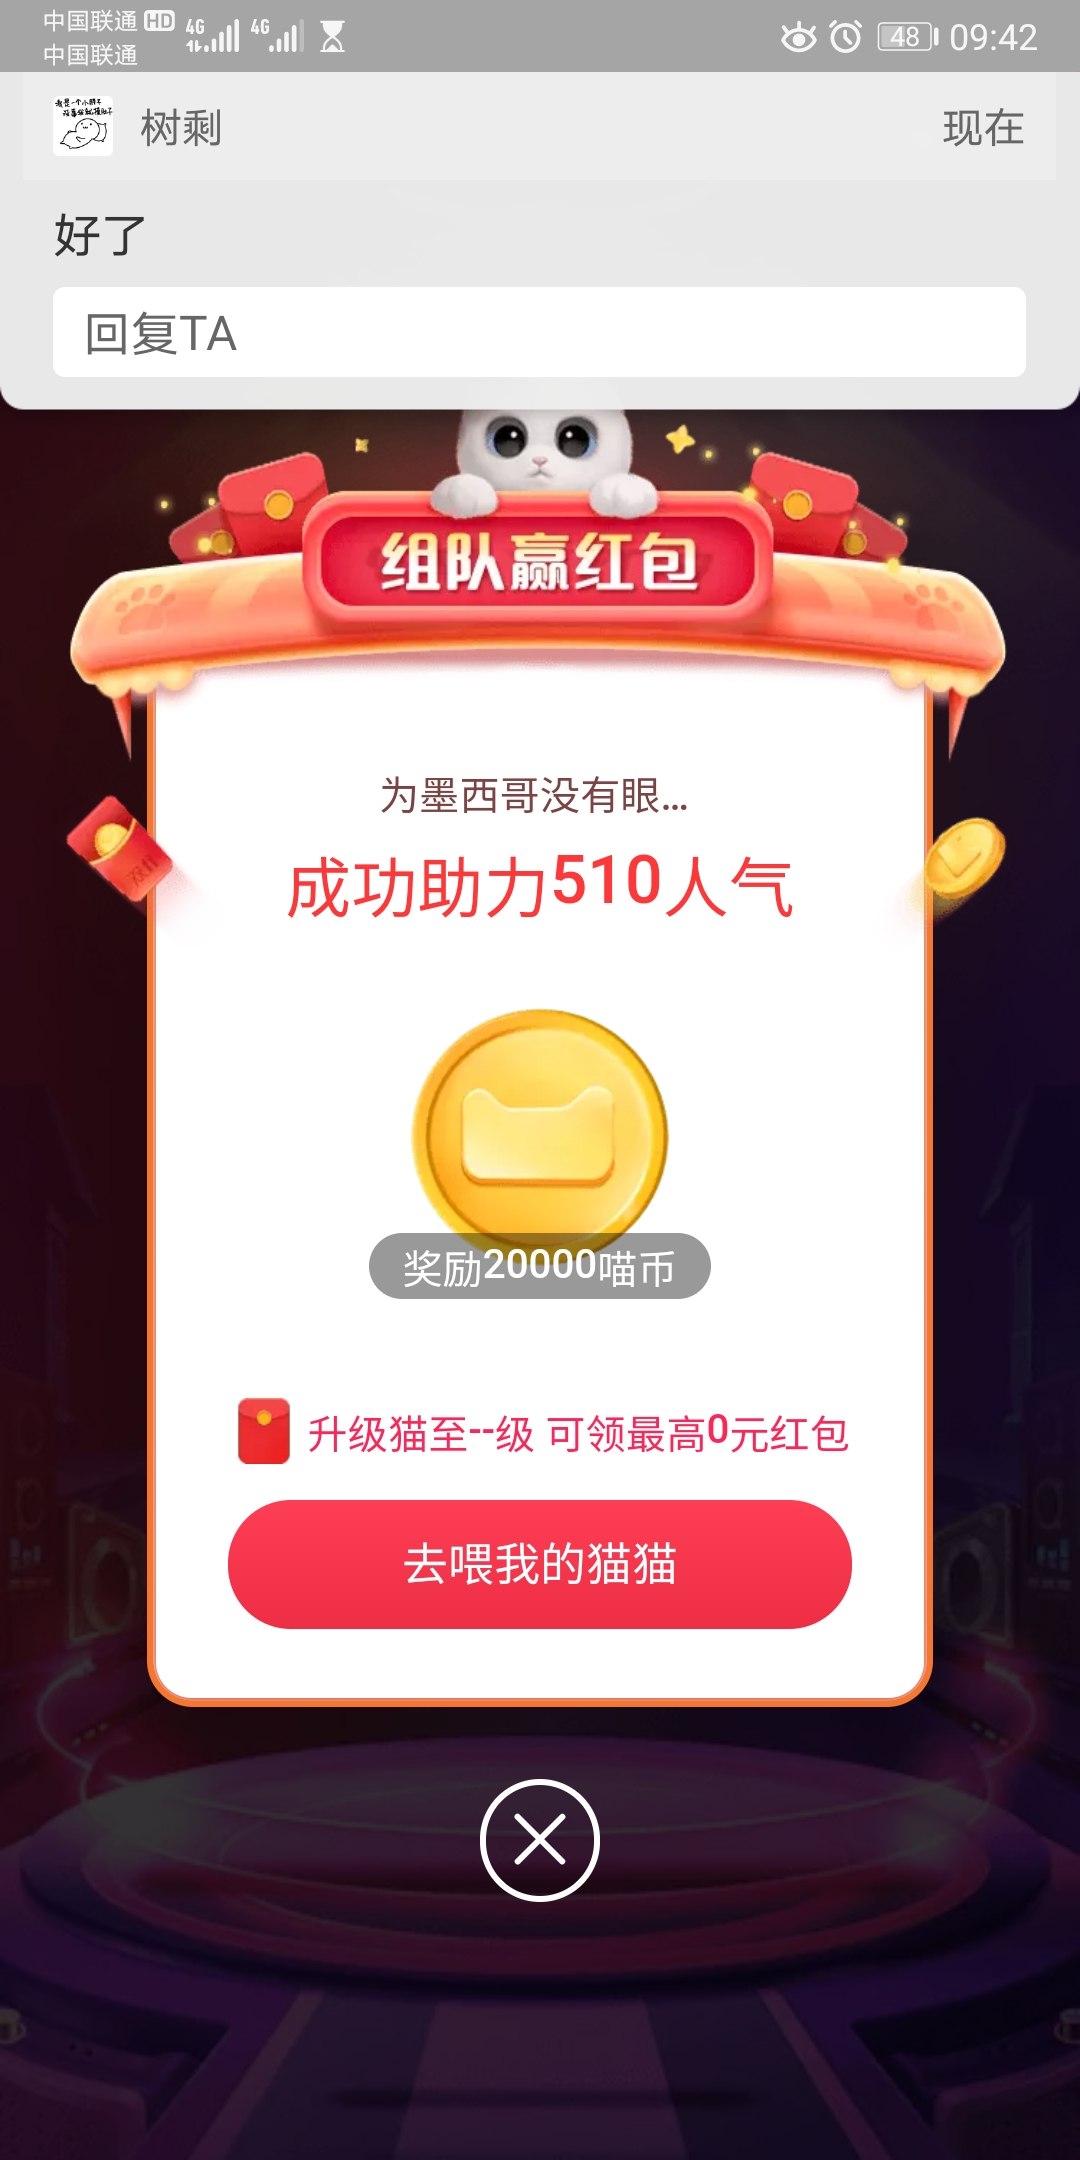 中国联通 HD 4G 4G 48 09:42
中国联通
树剩 现在
好了
回复TA
组队赢红包
为墨西哥没有眼...
成功助力510人气
奖励20000喵币
升级猫至--级 可领最高0元红包
去喂我的猫猫